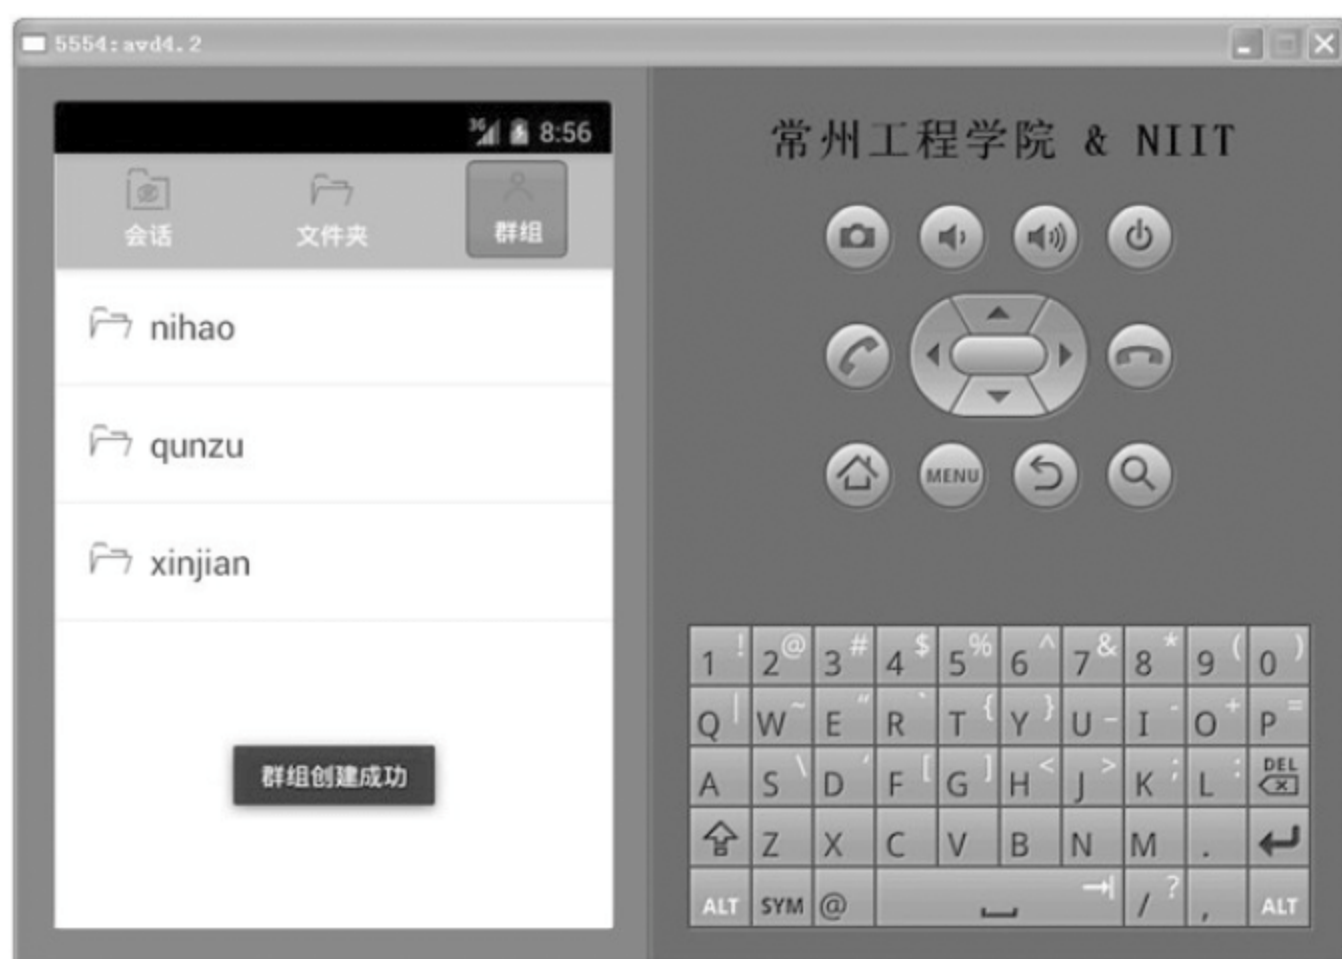 5554:avd4.2
3G 8:56
会话 文件夹 群组
nihao
qunzu
xinjian
群组创建成功
常州工程学院 & NIIT
MENU
1 ! 2 @ 3 # 4 $ 5 % 6 ^ 7 & 8 * 9 ( 0 )
Q | W ~ E “ R ` T { Y } U _ I - O + P =
A S \ D ‘ F [ G ] H < J > K ; L : DEL
Z X C V B N M .
ALT SYM @ / ? , ALT